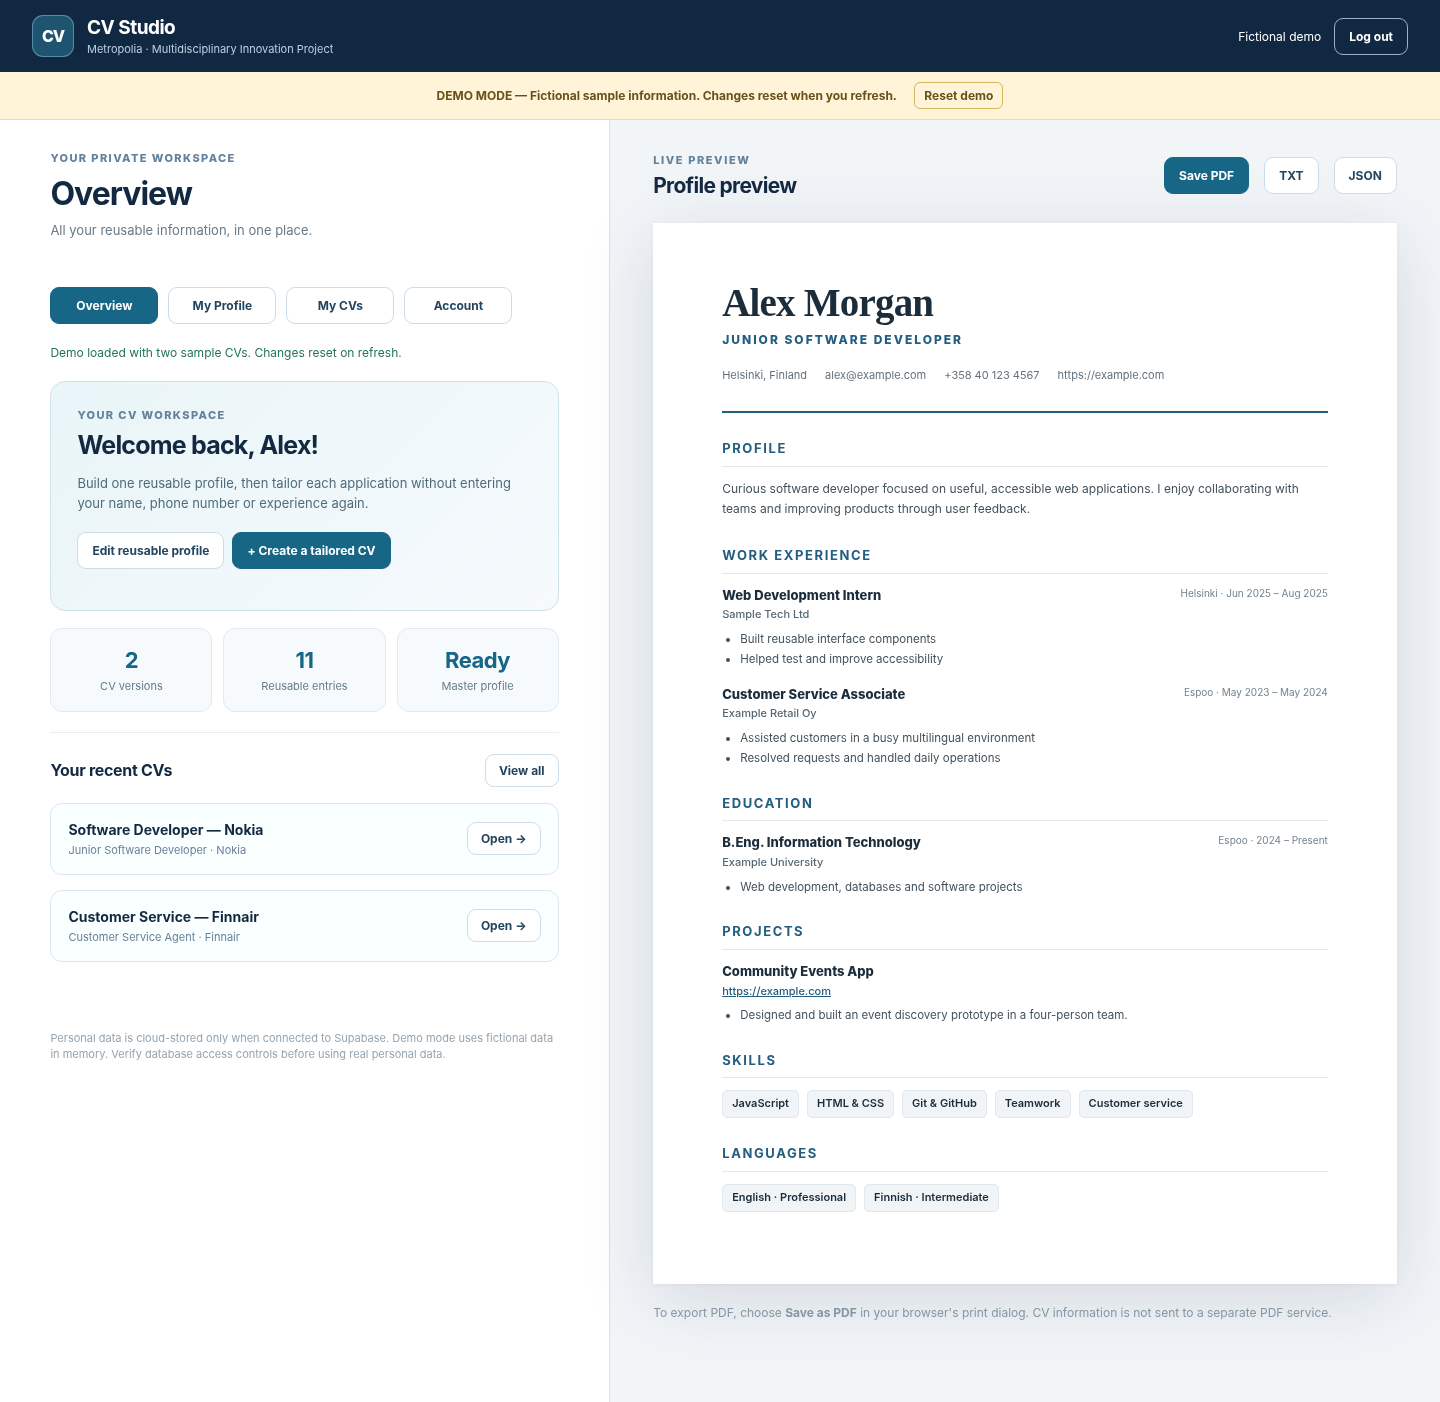 CV
CV Studio
Metropolia · Multidisciplinary Innovation Project
Fictional demo
Log out
DEMO MODE — Fictional sample information. Changes reset when you refresh.
Reset demo
YOUR PRIVATE WORKSPACE
Overview
All your reusable information, in one place.
Overview
My Profile
My CVs
Account
Demo loaded with two sample CVs. Changes reset on refresh.
YOUR CV WORKSPACE
Welcome back, Alex!
Build one reusable profile, then tailor each application without entering
your name, phone number or experience again.
Edit reusable profile
+ Create a tailored CV
2
CV versions
11
Reusable entries
Ready
Master profile
Your recent CVs
View all
Software Developer — Nokia
Junior Software Developer · Nokia
Open →
Customer Service — Finnair
Customer Service Agent · Finnair
Open →
Personal data is cloud-stored only when connected to Supabase. Demo mode uses fictional data
in memory. Verify database access controls before using real personal data.
LIVE PREVIEW
Profile preview
Save PDF
TXT
JSON
Alex Morgan
JUNIOR SOFTWARE DEVELOPER
Helsinki, Finland alex@example.com +358 40 123 4567 https://example.com
PROFILE
Curious software developer focused on useful, accessible web applications. I enjoy collaborating with
teams and improving products through user feedback.
WORK EXPERIENCE
Web Development Intern
Helsinki · Jun 2025 – Aug 2025
Sample Tech Ltd
• Built reusable interface components
• Helped test and improve accessibility
Customer Service Associate
Espoo · May 2023 – May 2024
Example Retail Oy
• Assisted customers in a busy multilingual environment
• Resolved requests and handled daily operations
EDUCATION
B.Eng. Information Technology
Espoo · 2024 – Present
Example University
• Web development, databases and software projects
PROJECTS
Community Events App
https://example.com
• Designed and built an event discovery prototype in a four-person team.
SKILLS
JavaScript
HTML & CSS
Git & GitHub
Teamwork
Customer service
LANGUAGES
English · Professional
Finnish · Intermediate
To export PDF, choose Save as PDF in your browser's print dialog. CV information is not sent to a separate PDF service.